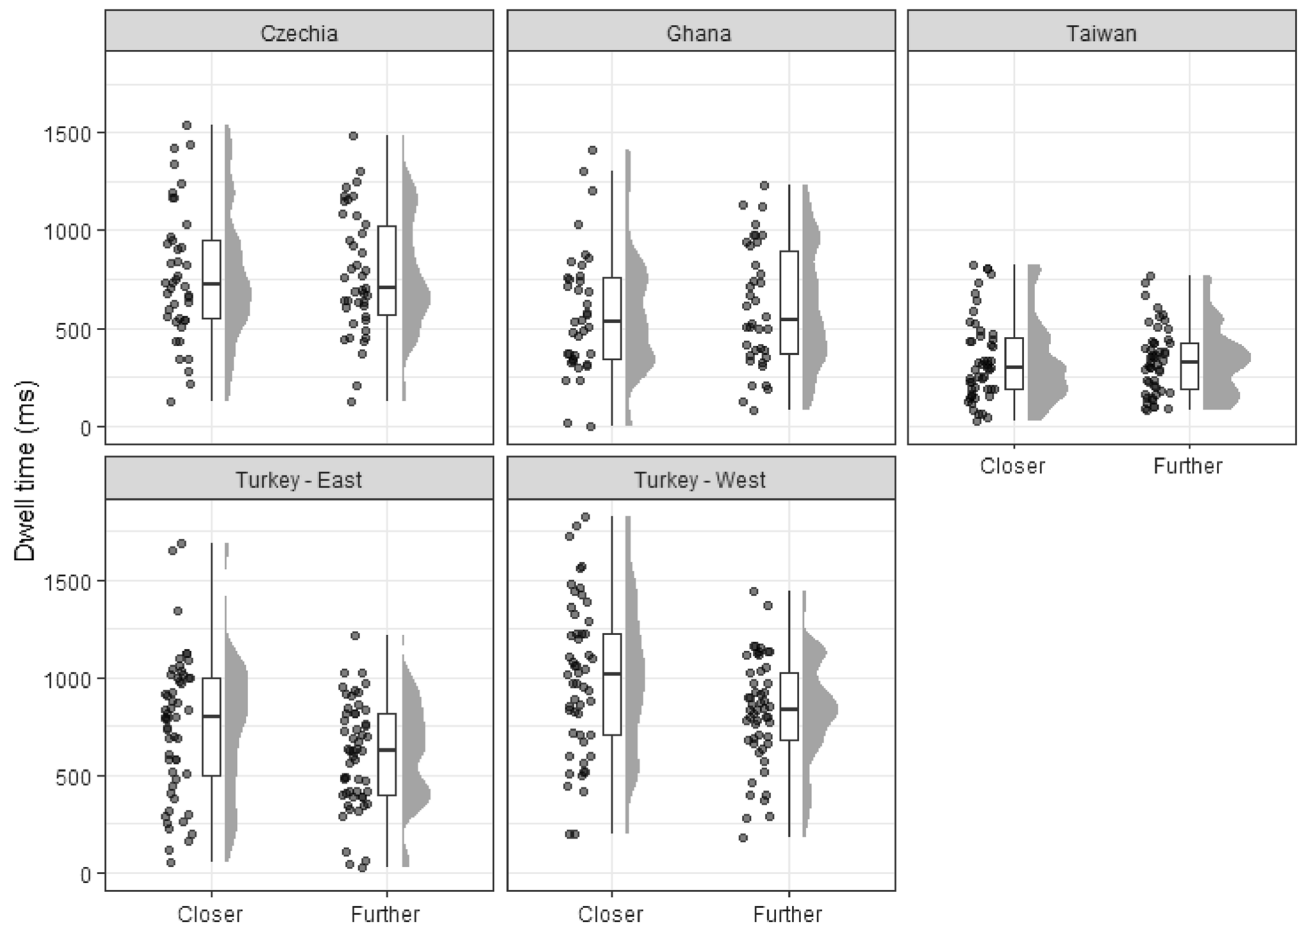 Czechia
Ghana
Taiwan
Dwell time (ms)
1500
1000
500
0
Closer
Further
Turkey - East
Turkey - West
1500
1000
500
0
Closer
Further
Closer
Further